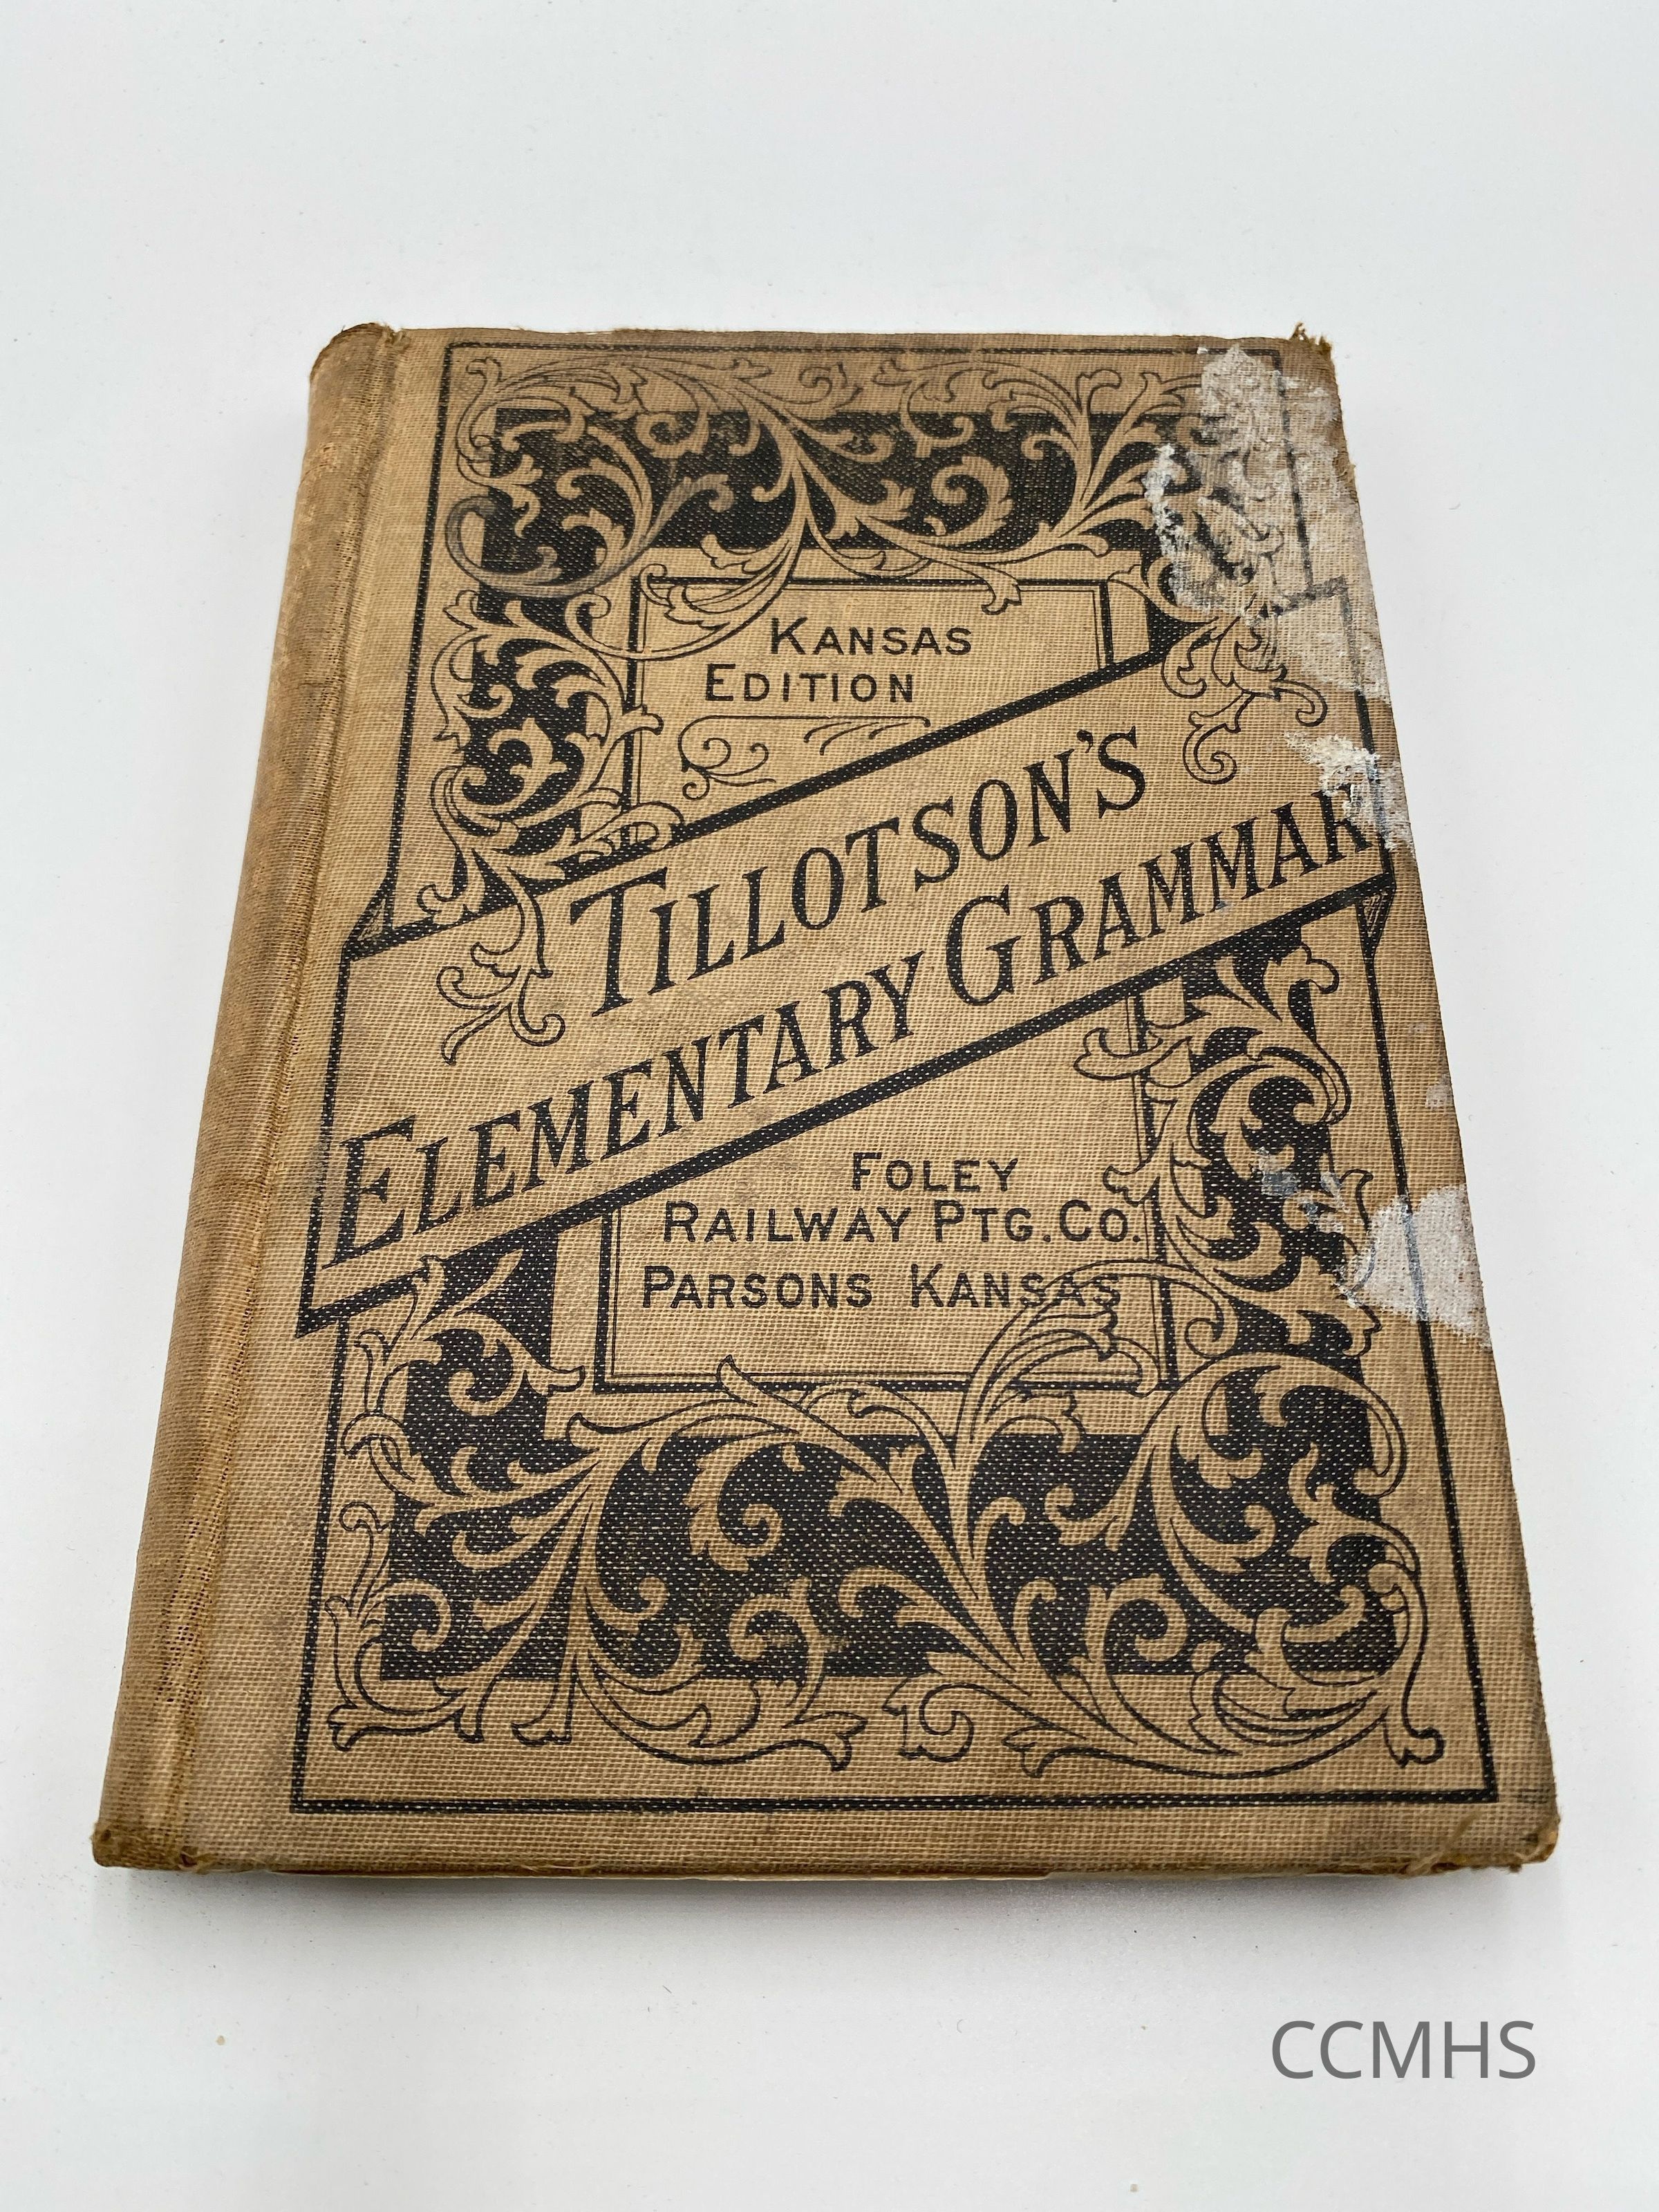 KANSAS
EDITION
TILLOTSON'S
ELEMENTARY GRAMMAR
FOLEY
RAILWAY PTG. CO.
PARSONS KANSAS
CCMHS